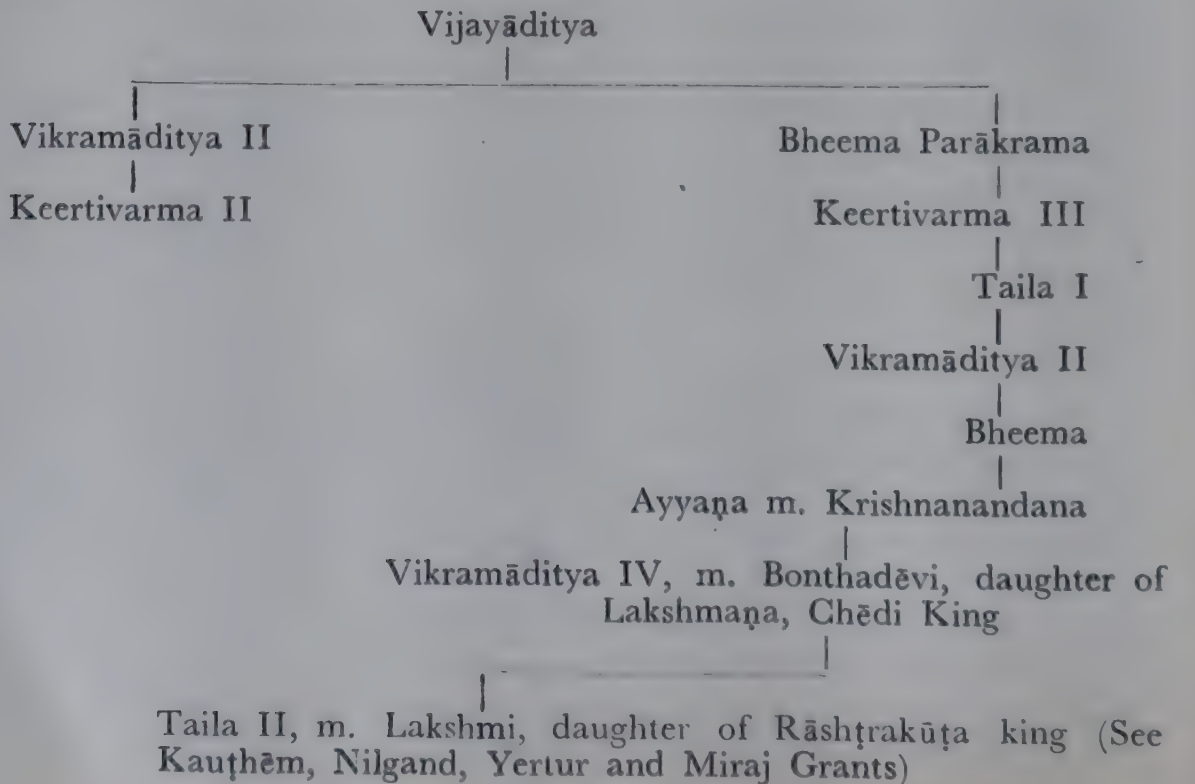 Vijayāditya
Vikramāditya II Bheema Parākrama
Keertivarma II Keertivarma III
Taila I
Vikramāditya II
Bheema
Ayyaṇa m. Krishnanandana
Vikramāditya IV, m. Bonthadēvi, daughter of
Lakshmaṇa, Chēdi King
Taila II, m. Lakshmi, daughter of Rāshṭrakūṭa king (See
Kauṭhēm, Nilgand, Yertur and Miraj Grants)